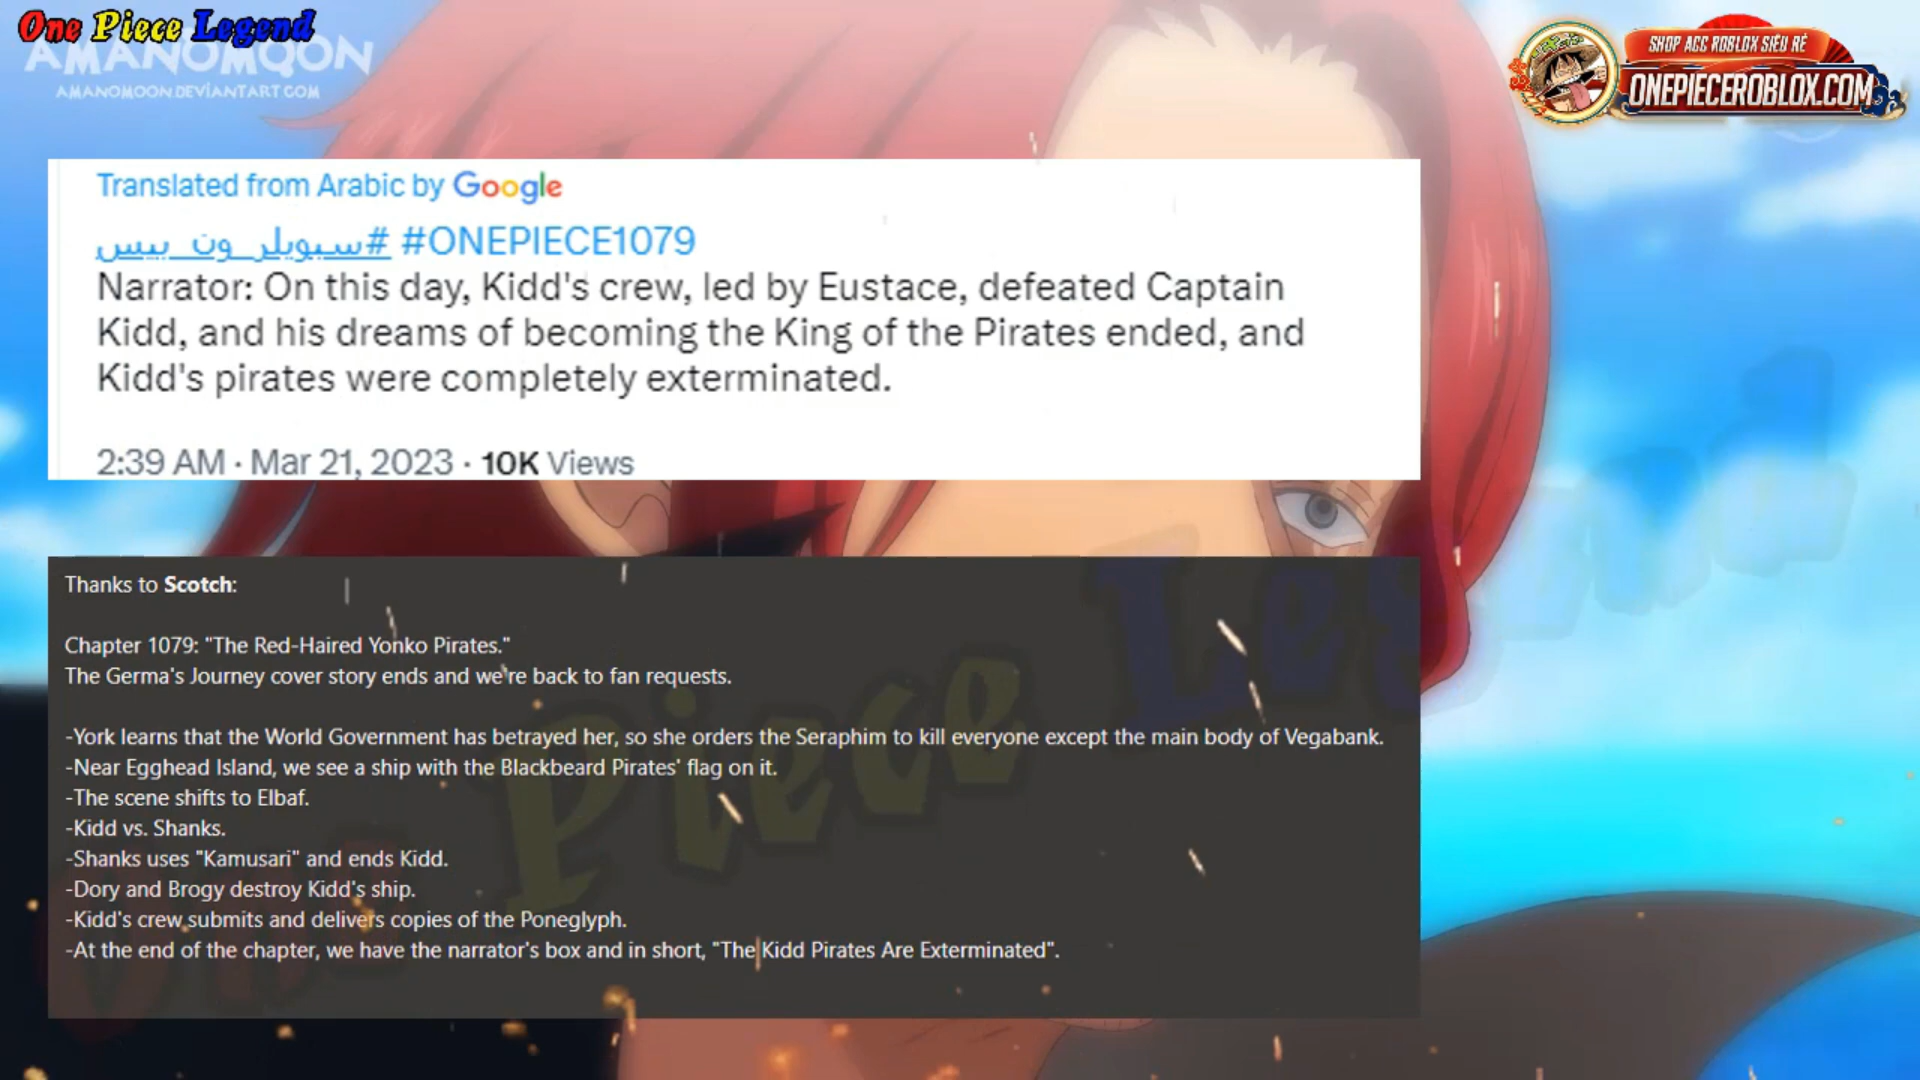 One Piece Legend
AMANOMOON
AMANOMOON.DEVIANTART.COM
SHOP ACC ROBLOX SIÊU RẺ
ONEPIECEROBLOX.COM
Translated from Arabic by Google
#سبويلر_ون_بيس #ONEPIECE1079
Narrator: On this day, Kidd's crew, led by Eustace, defeated Captain
Kidd, and his dreams of becoming the King of the Pirates ended, and
Kidd's pirates were completely exterminated.
2:39 AM · Mar 21, 2023 · 10K Views
Thanks to Scotch:
Chapter 1079: "The Red-Haired Yonko Pirates."
The Germa's Journey cover story ends and we're back to fan requests.
-York learns that the World Government has betrayed her, so she orders the Seraphim to kill everyone except the main body of Vegabank.
-Near Egghead Island, we see a ship with the Blackbeard Pirates' flag on it.
-The scene shifts to Elbaf.
-Kidd vs. Shanks.
-Shanks uses "Kamusari" and ends Kidd.
-Dory and Brogy destroy Kidd's ship.
-Kidd's crew submits and delivers copies of the Poneglyph.
-At the end of the chapter, we have the narrator's box and in short, "The Kidd Pirates Are Exterminated".
One Piece Legend